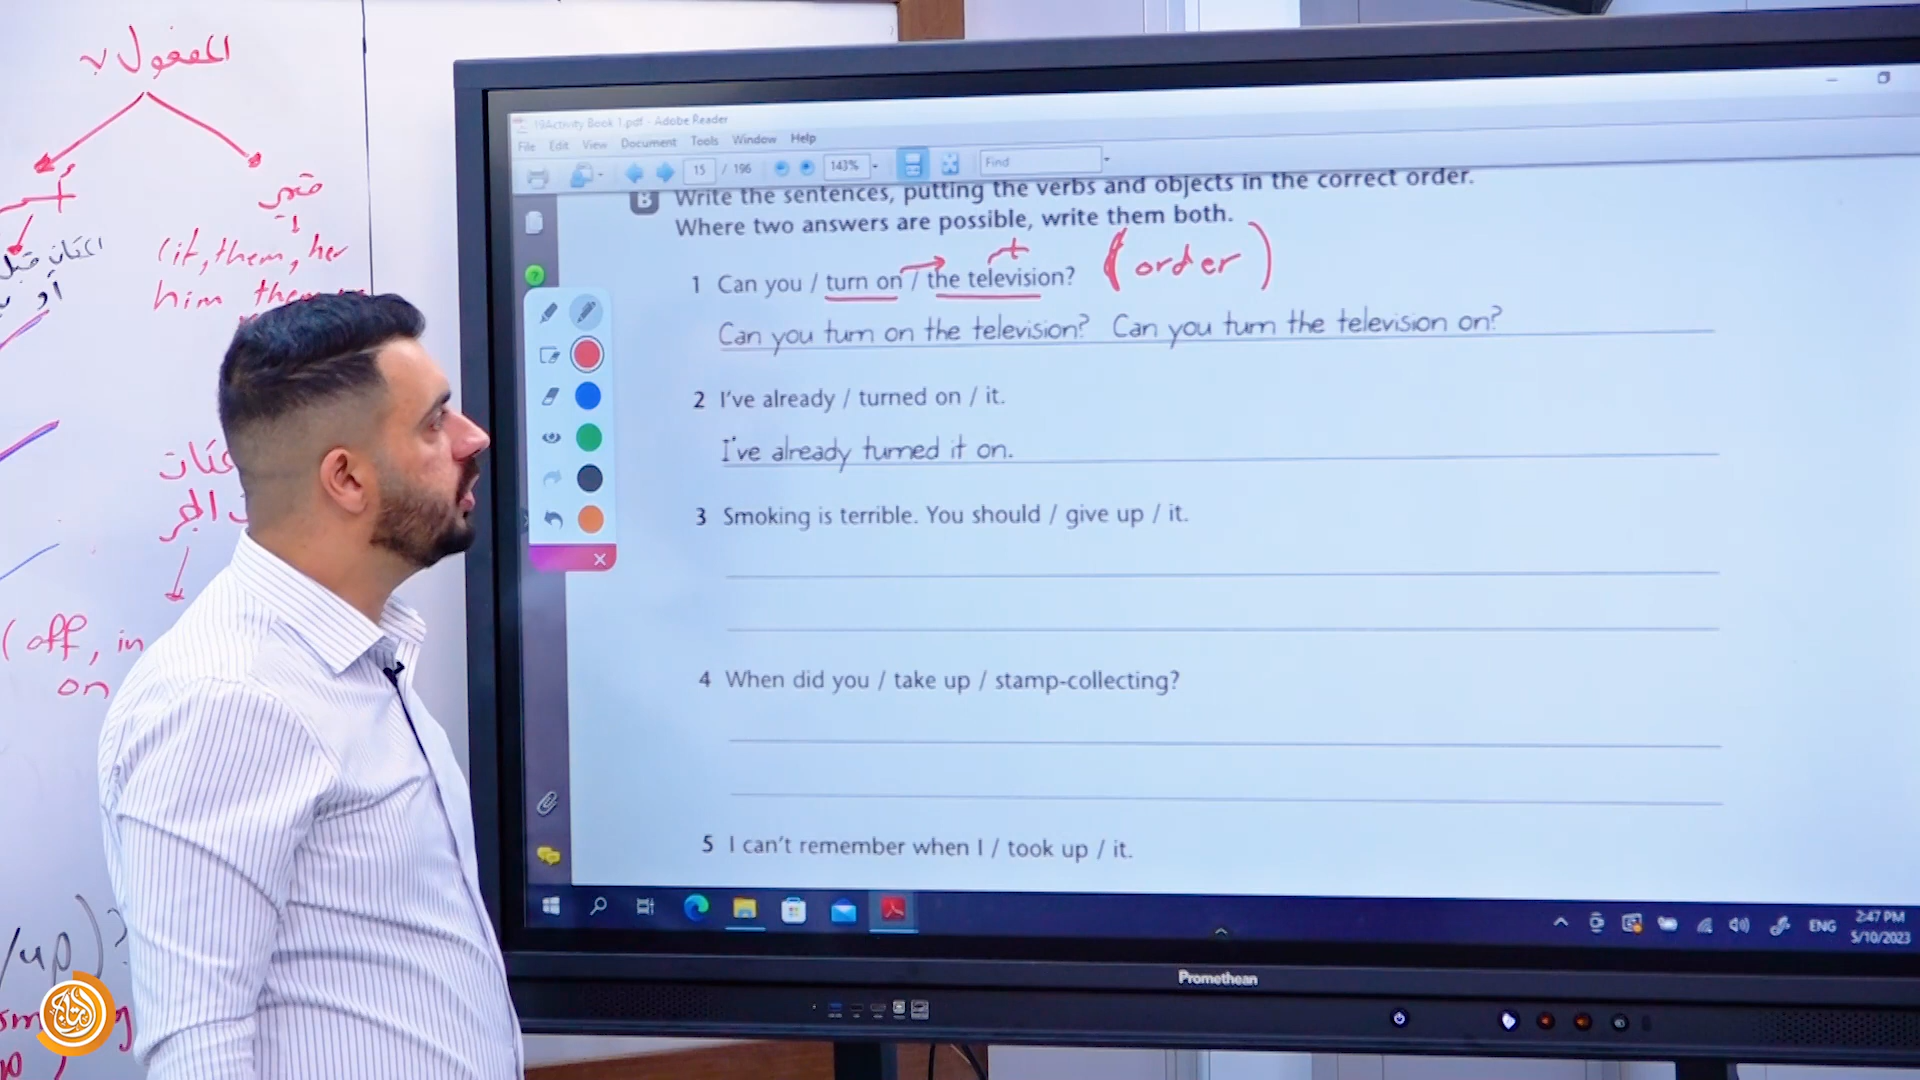 المفعول به
(it, them, her
him
(off, in
on
/up)?
19Activity Book 1.pdf - Adobe Reader
File Edit View Document Tools Window Help
15 / 196 143% Find
B Write the sentences, putting the verbs and objects in the correct order.
Where two answers are possible, write them both.
1 Can you / turn on / the television? (order)
Can you turn on the television? Can you turn the television on?
2 I've already / turned on / it.
I've already turned it on.
3 Smoking is terrible. You should / give up / it.
4 When did you / take up / stamp-collecting?
5 I can't remember when I / took up / it.
ENG 2:47 PM
5/10/2023
Promethean